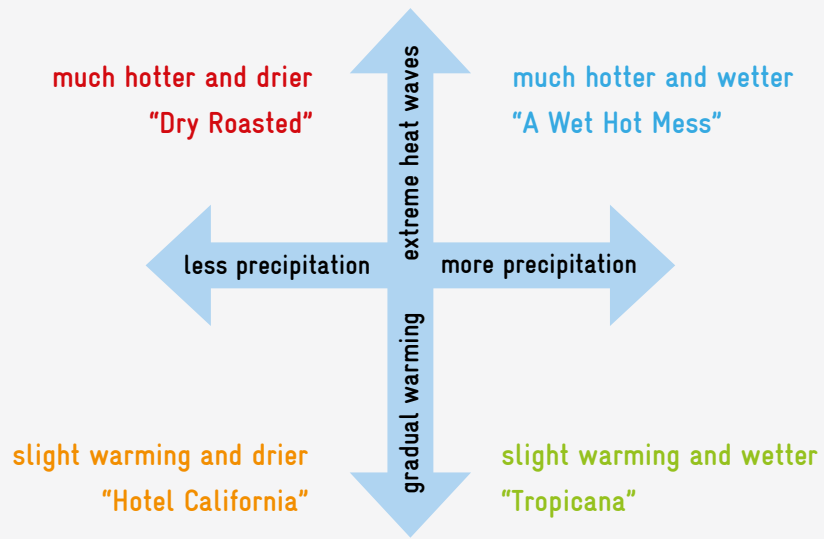 much hotter and drier
“Dry Roasted”
extreme heat waves
much hotter and wetter
“A Wet Hot Mess”
less precipitation
more precipitation
gradual warming
slight warming and drier
“Hotel California”
slight warming and wetter
“Tropicana”